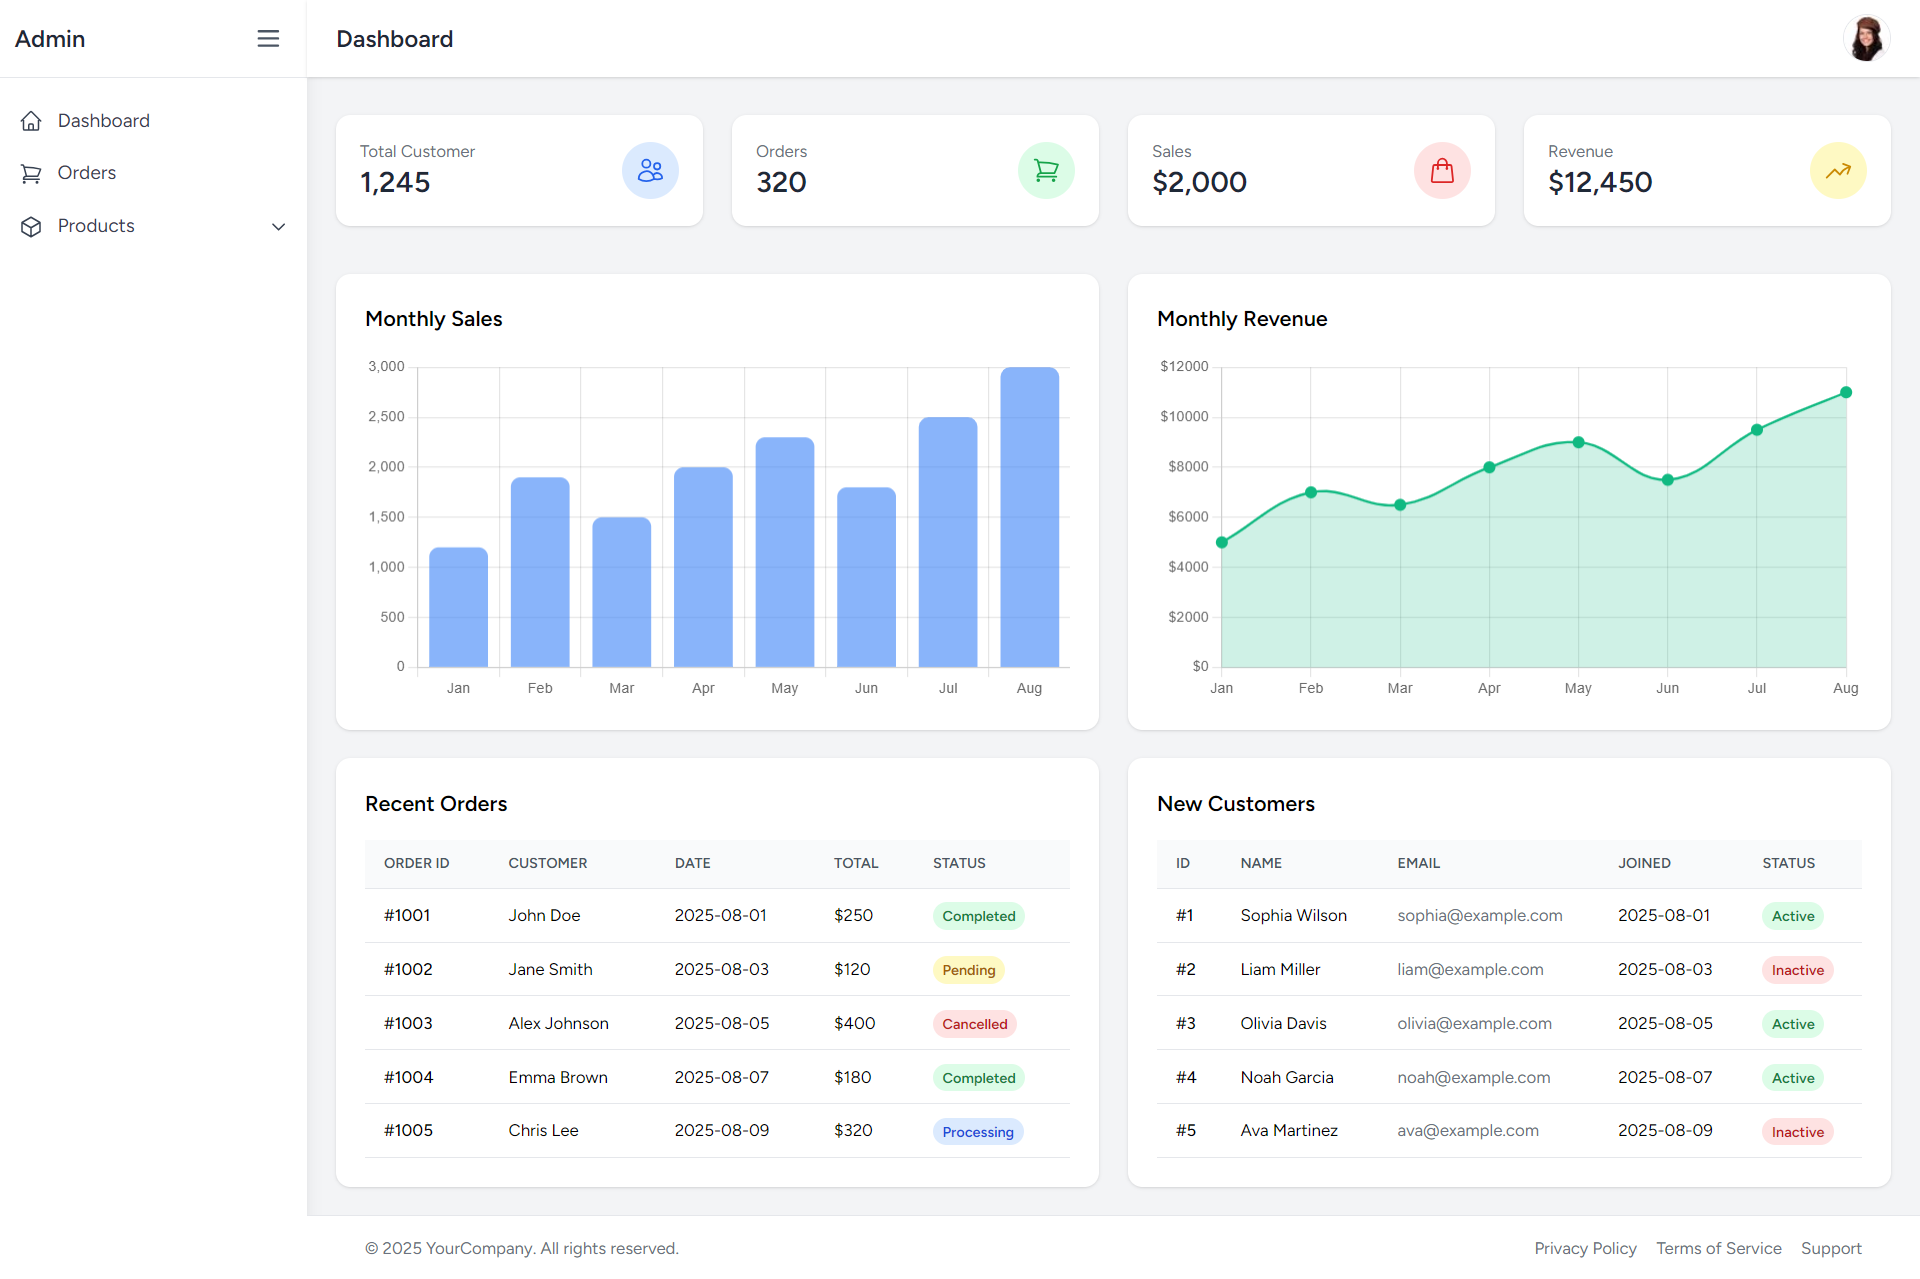 Admin
Dashboard
Dashboard
Orders
Products
Total Customer
1,245
Orders
320
Sales
$2,000
Revenue
$12,450
Monthly Sales
3,000
2,500
2,000
1,500
1,000
500
0
Jan Feb Mar Apr May Jun Jul Aug
Monthly Revenue
$12000
$10000
$8000
$6000
$4000
$2000
$0
Jan Feb Mar Apr May Jun Jul Aug
Recent Orders
ORDER ID CUSTOMER DATE TOTAL STATUS
#1001 John Doe 2025-08-01 $250 Completed
#1002 Jane Smith 2025-08-03 $120 Pending
#1003 Alex Johnson 2025-08-05 $400 Cancelled
#1004 Emma Brown 2025-08-07 $180 Completed
#1005 Chris Lee 2025-08-09 $320 Processing
New Customers
ID NAME EMAIL JOINED STATUS
#1 Sophia Wilson sophia@example.com 2025-08-01 Active
#2 Liam Miller liam@example.com 2025-08-03 Inactive
#3 Olivia Davis olivia@example.com 2025-08-05 Active
#4 Noah Garcia noah@example.com 2025-08-07 Active
#5 Ava Martinez ava@example.com 2025-08-09 Inactive
© 2025 YourCompany. All rights reserved.
Privacy Policy Terms of Service Support